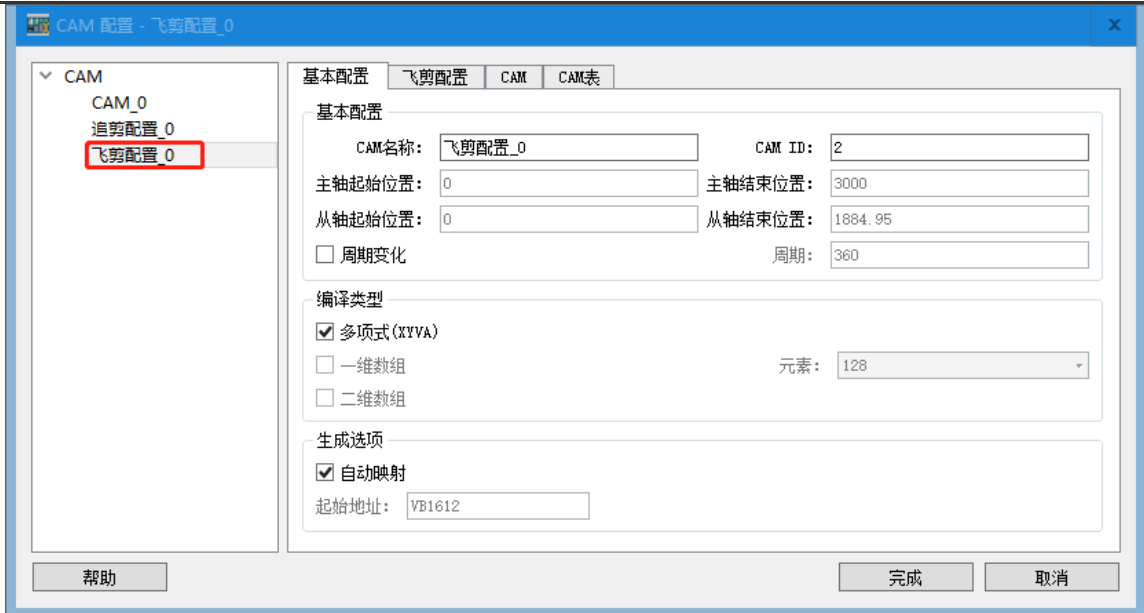 CAM 配置 - 飞剪配置_0
x
CAM
CAM_0
追剪配置_0
飞剪配置_0
基本配置 飞剪配置 CAM CAM表
基本配置
CAM名称: 飞剪配置_0 CAM ID: 2
主轴起始位置: 0 主轴结束位置: 3000
从轴起始位置: 0 从轴结束位置: 1884.95
周期变化 周期: 360
编译类型
多项式(XYVA)
一维数组 元素: 128
二维数组
生成选项
自动映射
起始地址: VB1612
帮助 完成 取消